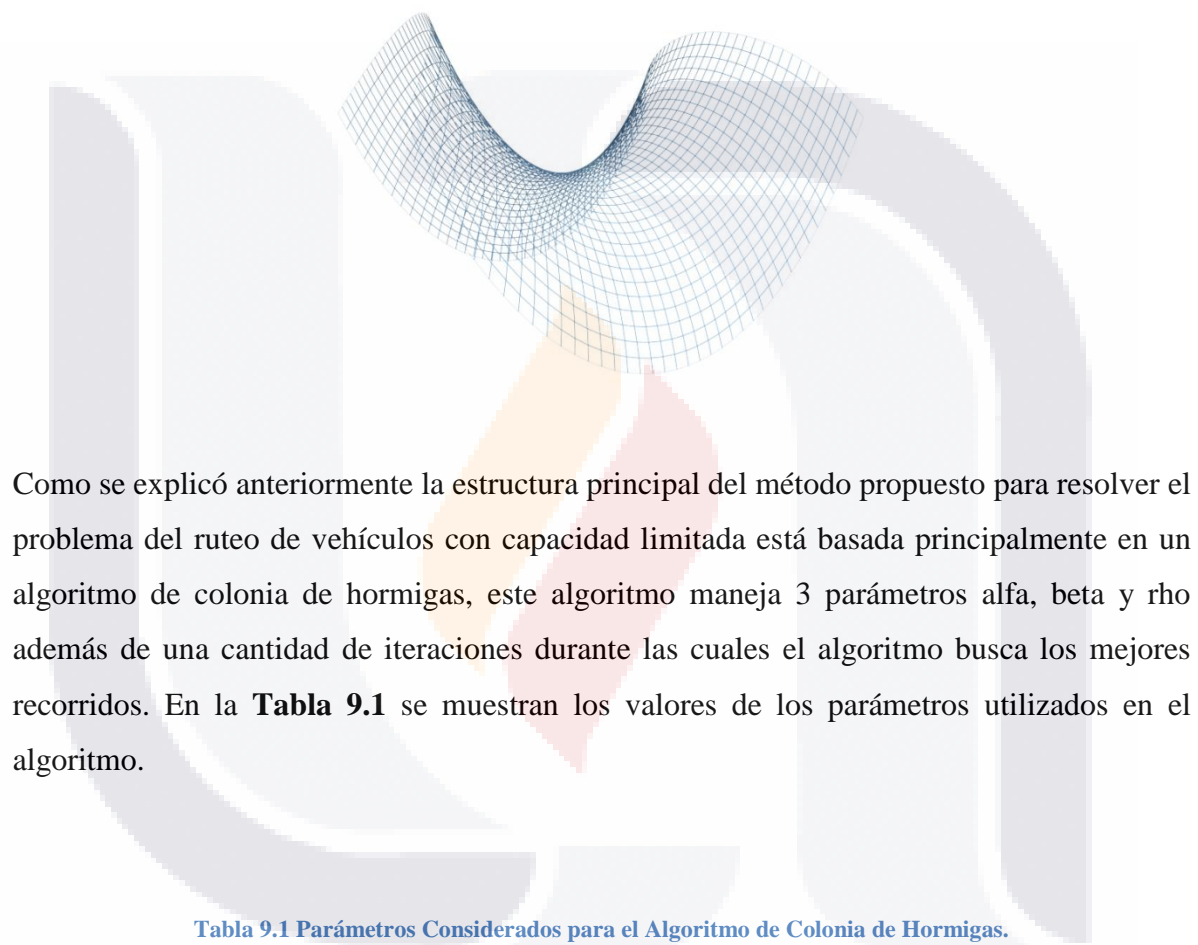 Como se explicó anteriormente la estructura principal del método propuesto para resolver el
problema del ruteo de vehículos con capacidad limitada está basada principalmente en un
algoritmo de colonia de hormigas, este algoritmo maneja 3 parámetros alfa, beta y rho
además de una cantidad de iteraciones durante las cuales el algoritmo busca los mejores
recorridos. En la Tabla 9.1 se muestran los valores de los parámetros utilizados en el
algoritmo.
Tabla 9.1 Parámetros Considerados para el Algoritmo de Colonia de Hormigas.